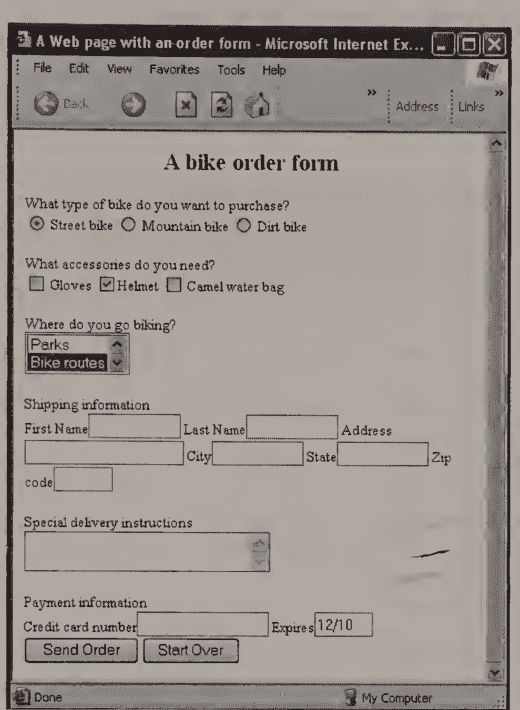 A Web page with an order form - Microsoft Internet Ex...
File Edit View Favorites Tools Help
Back » Address Links »
A bike order form
What type of bike do you want to purchase?
Street bike Mountain bike Dirt bike
What accessories do you need?
Gloves Helmet Camel water bag
Where do you go biking?
Parks
Bike routes
Shipping information
First Name Last Name Address
City State Zip
code
Special delivery instructions
Payment information
Credit card number Expires 12/10
Send Order Start Over
Done My Computer